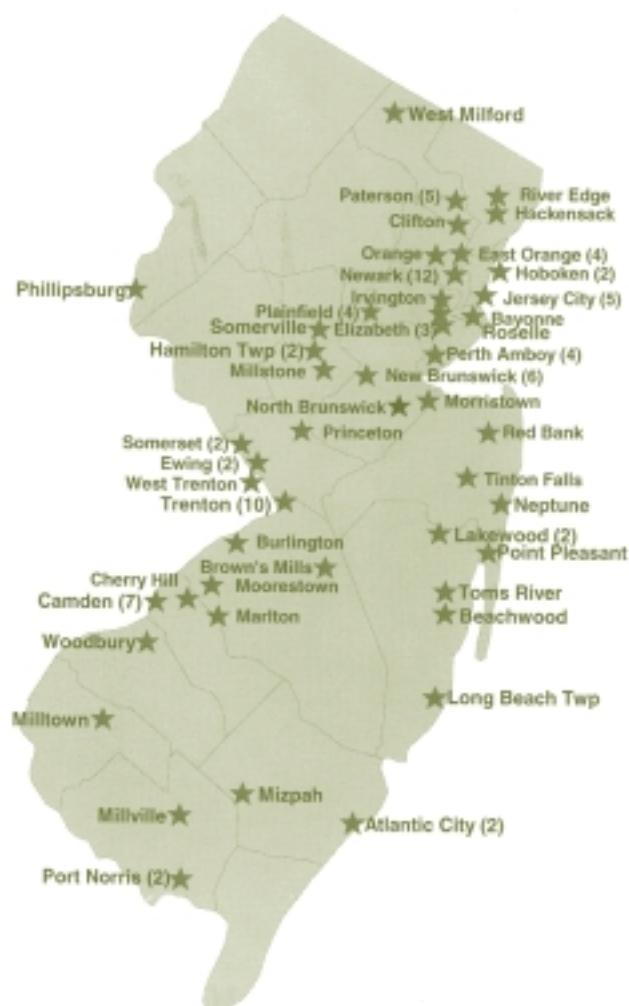 West Milford
Paterson (5)
River Edge
Hackensack
Clifton
Orange
East Orange (4)
Newark (12)
Hoboken (2)
Phillipsburg
Irvington
Jersey City (5)
Plainfield (4)
Bayonne
Somerville
Elizabeth (3)
Roselle
Hamilton Twp (2)
Perth Amboy (4)
Millstone
New Brunswick (6)
North Brunswick
Morristown
Princeton
Red Bank
Somerset (2)
Ewing (2)
West Trenton
Tinton Falls
Trenton (10)
Neptune
Burlington
Lakewood (2)
Point Pleasant
Brown's Mills
Cherry Hill
Moorestown
Camden (7)
Toms River
Marlton
Beachwood
Woodbury
Long Beach Twp
Milltown
Mizpah
Millville
Atlantic City (2)
Port Norris (2)